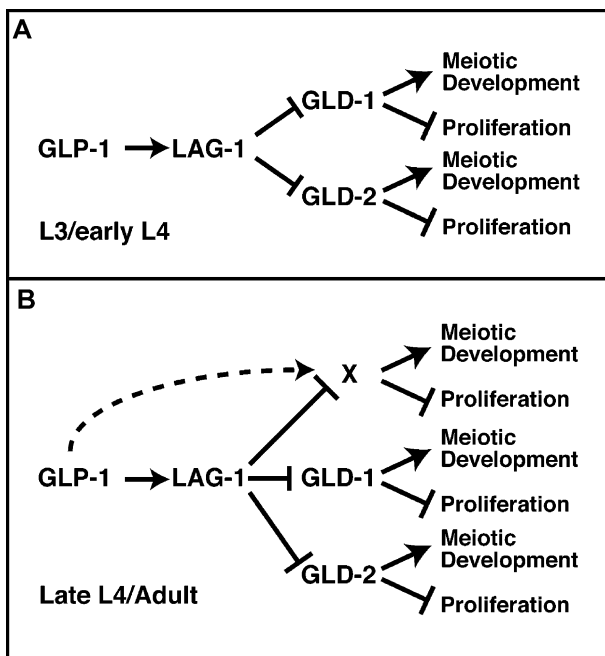 A
Meiotic
Development
GLD-1
Proliferation
GLP-1
LAG-1
Meiotic
Development
GLD-2
Proliferation
L3/early L4
B
Meiotic
Development
X
Proliferation
Meiotic
Development
GLP-1
LAG-1
GLD-1
Proliferation
Meiotic
Development
GLD-2
Proliferation
Late L4/Adult